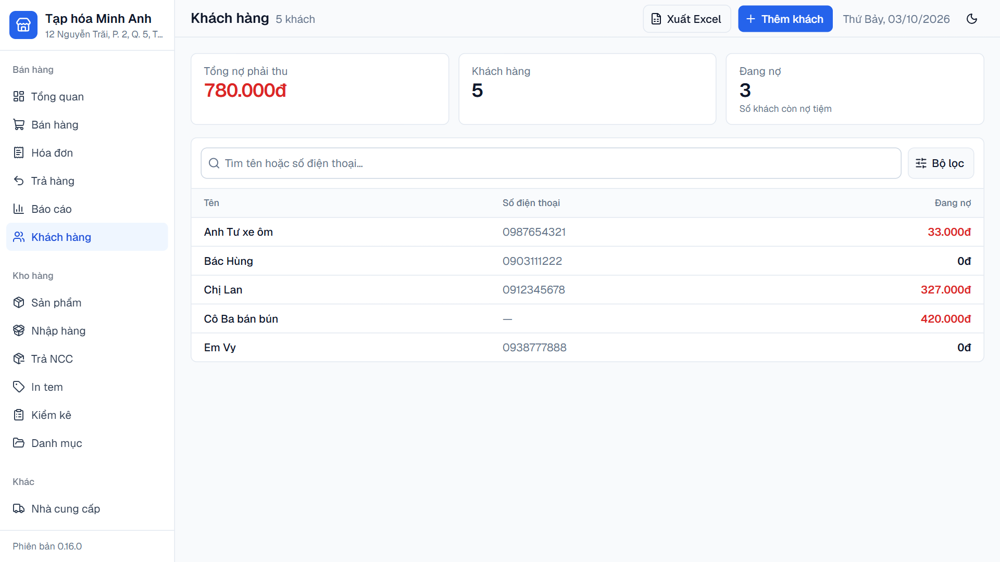 Tạp hóa Minh Anh
12 Nguyễn Trãi, P. 2, Q. 5, T...
Bán hàng
Tổng quan
Bán hàng
Hóa đơn
Trả hàng
Báo cáo
Khách hàng
Kho hàng
Sản phẩm
Nhập hàng
Trả NCC
In tem
Kiểm kê
Danh mục
Khác
Nhà cung cấp
Phiên bản 0.16.0
Khách hàng 5 khách
Xuất Excel
Thêm khách
Thứ Bảy, 03/10/2026
Tổng nợ phải thu
780.000đ
Khách hàng
5
Đang nợ
3
Số khách còn nợ tiệm
Tìm tên hoặc số điện thoại...
Bộ lọc
Tên Số điện thoại Đang nợ
Anh Tư xe ôm 0987654321 33.000đ
Bác Hùng 0903111222 0đ
Chị Lan 0912345678 327.000đ
Cô Ba bán bún — 420.000đ
Em Vy 0938777888 0đ